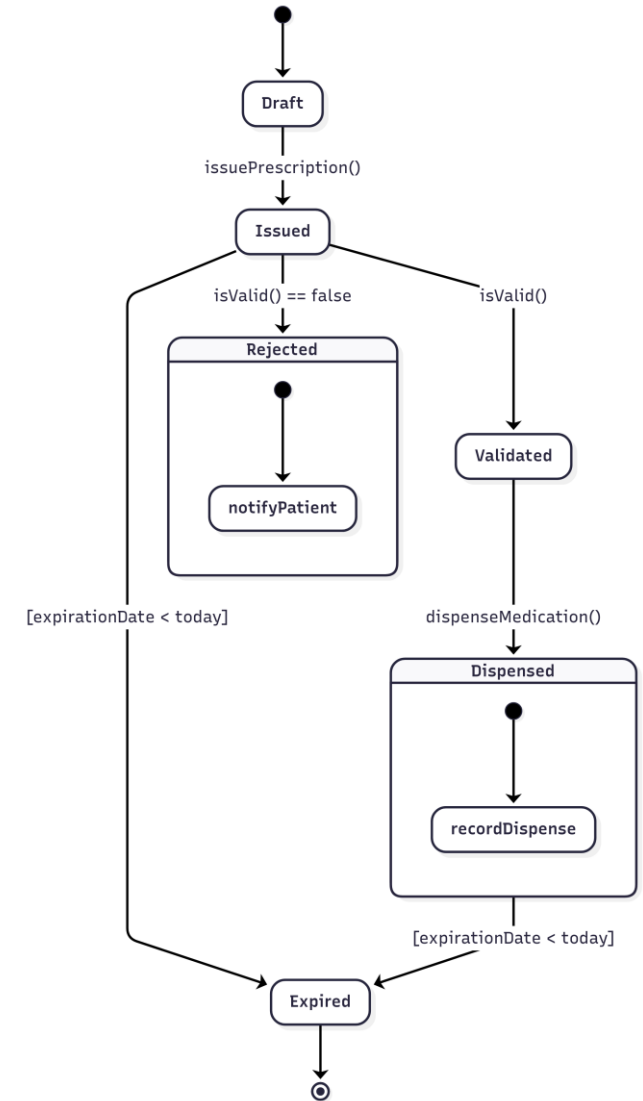 Draft
issuePrescription()
Issued
isValid() == false
isValid()
Rejected
notifyPatient
Validated
[expirationDate < today]
dispenseMedication()
Dispensed
recordDispense
[expirationDate < today]
Expired